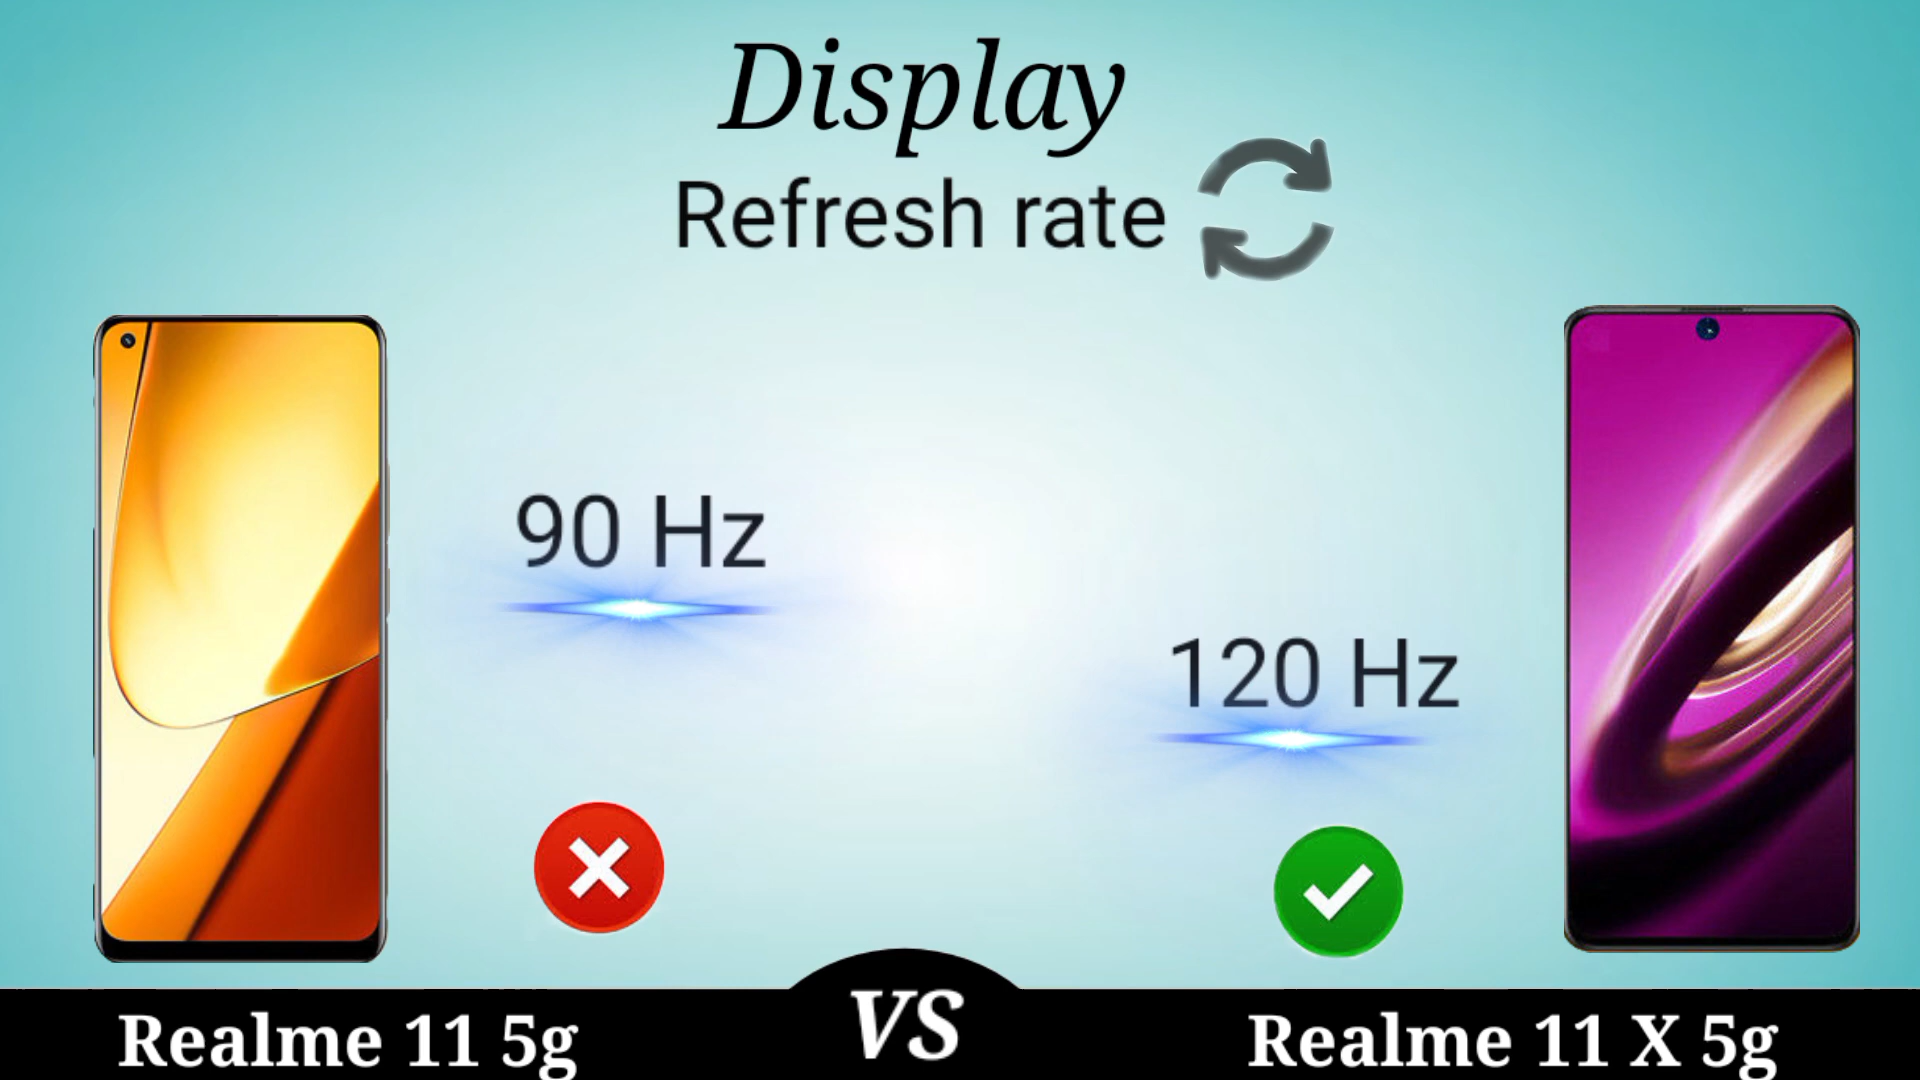 Display
Refresh rate
90 Hz
120 Hz
Realme 11 5g
VS
Realme 11 X 5g